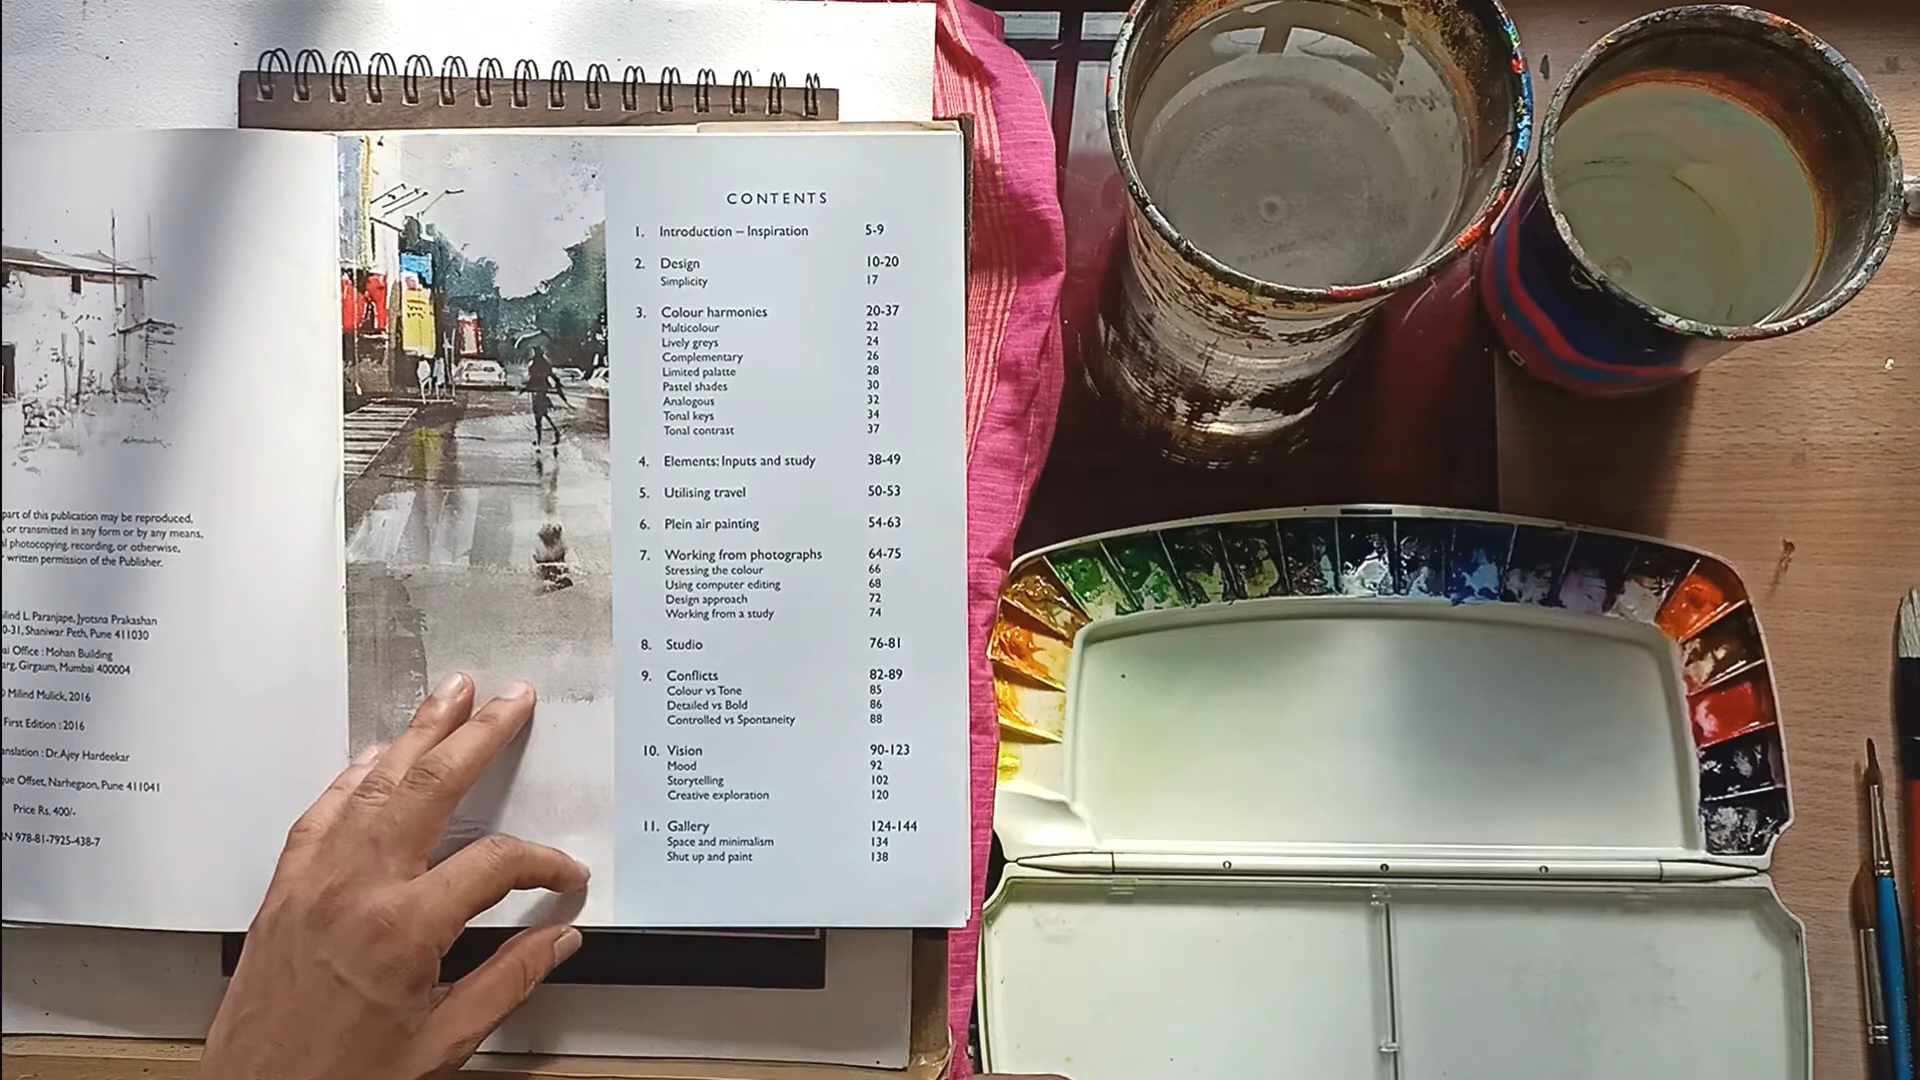 part of this publication may be reproduced,
or transmitted in any form or by any means,
photocopying, recording, or otherwise,
written permission of the Publisher.
L. Paranjape, Jyotsna Prakashan
Shaniwar Peth, Pune 411030
Office : Mohan Building
Girgaum, Mumbai 400004
Milind Mulick, 2016
First Edition : 2016
Dr. Ajey Hardeekar
Offset, Narhegaon, Pune 411041
Price Rs. 400/-
978-81-7925-438-7
CONTENTS
1. Introduction – Inspiration 5-9
2. Design 10-20
Simplicity 17
3. Colour harmonies 20-37
Multicolour 22
Lively greys 24
Complementary 26
Limited palatte 28
Pastel shades 30
Analogous 32
Tonal keys 34
Tonal contrast 37
4. Elements: Inputs and study 38-49
5. Utilising travel 50-53
6. Plein air painting 54-63
7. Working from photographs 64-75
Stressing the colour 66
Using computer editing 68
Design approach 72
Working from a study 74
8. Studio 76-81
9. Conflicts 82-89
Colour vs Tone 85
Detailed vs Bold 86
Controlled vs Spontaneity 88
10. Vision 90-123
Mood 92
Storytelling 102
Creative exploration 120
11. Gallery 124-144
Space and minimalism 134
Shut up and paint 138